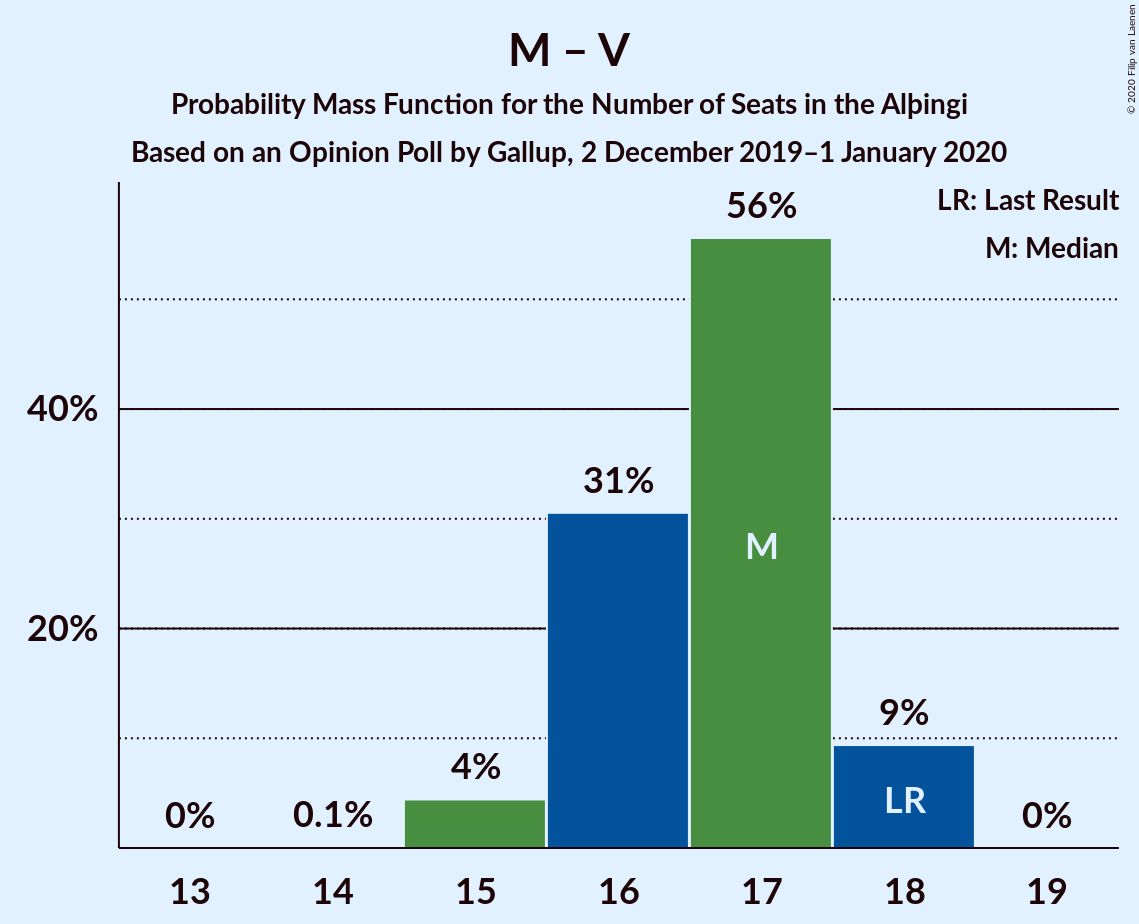 M – V
Probability Mass Function for the Number of Seats in the Alþingi
Based on an Opinion Poll by Gallup, 2 December 2019–1 January 2020
© 2020 Filip van Laenen
LR: Last Result
M: Median
56%
40%
31%
M
20%
9%
4%
LR
0%
0.1%
0%
13
14
15
16
17
18
19